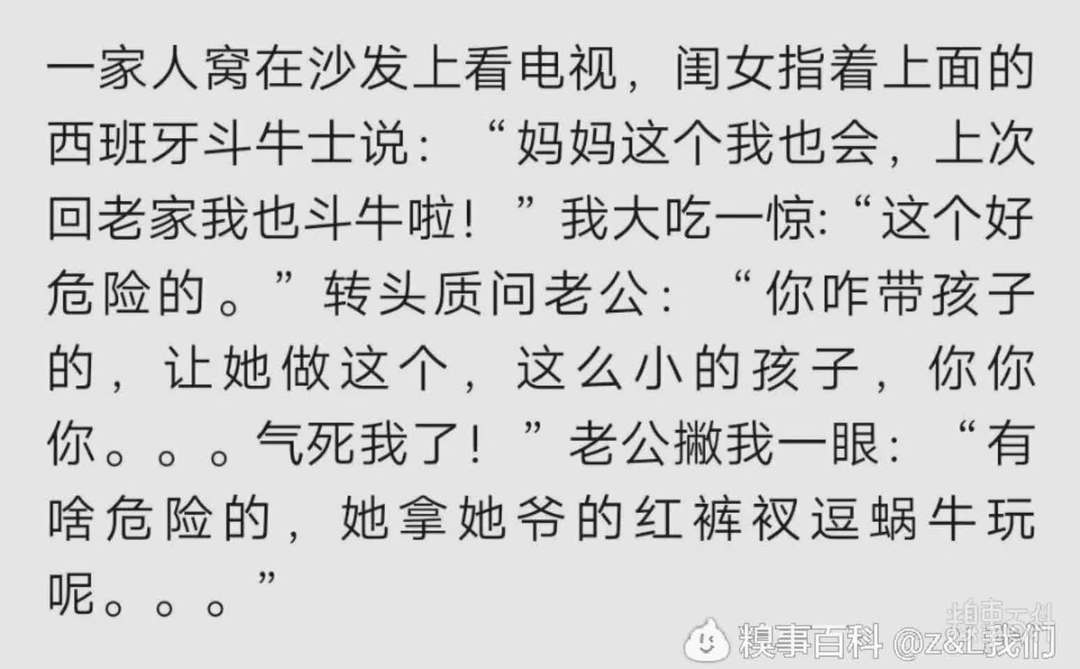 一家人窝在沙发上看电视，闺女指着上面的
西班牙斗牛士说：“妈妈这个我也会，上次
回老家我也斗牛啦！”我大吃一惊:“这个好
危险的。”转头质问老公：“你咋带孩子
的，让她做这个，这么小的孩子，你你
你。。。气死我了！”老公撇我一眼：“有
啥危险的，她拿她爷的红裤衩逗蜗牛玩
呢。。。”
糗事百科 @z&L我们